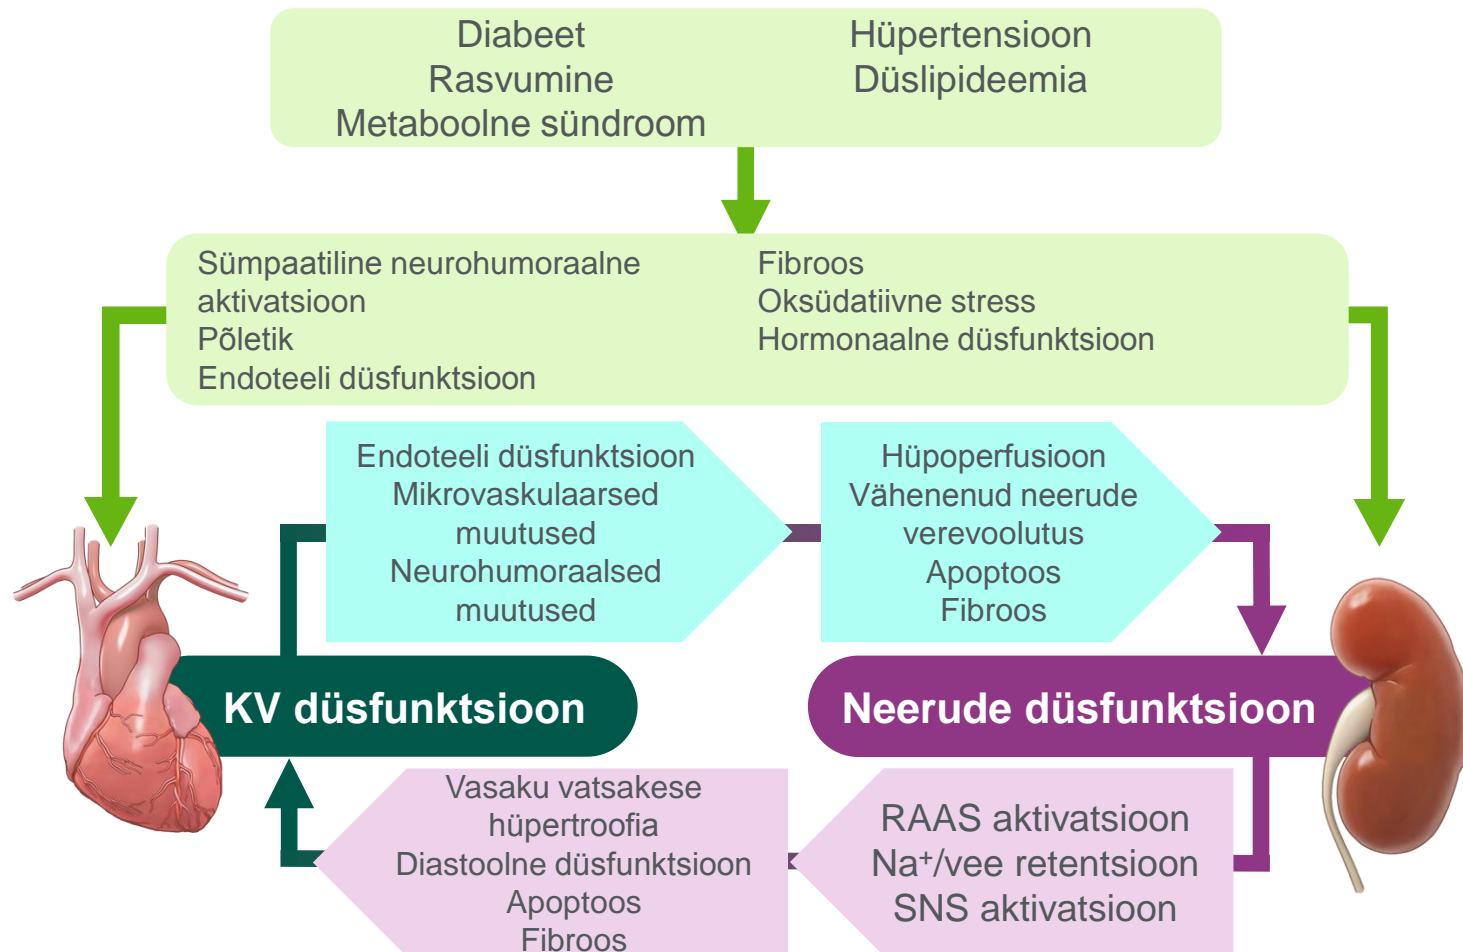 Diabeet
Rasvumine
Metaboolne sündroom
Hüpertensioon
Düslipideemia
Sümpaatiline neurohumoraalne
aktivatsioon
Põletik
Endoteeli düsfunktsioon
Fibroos
Oksüdatiivne stress
Hormonaalne düsfunktsioon
Endoteeli düsfunktsioon
Mikrovaskulaarsed
muutused
Neurohumoraalsed
muutused
Hüpoperfusioon
Vähenenud neerude
verevoolutus
Apoptoos
Fibroos
KV düsfunktsioon
Neerude düsfunktsioon
Vasaku vatsakese
hüpertroofia
Diastoolne düsfunktsioon
Apoptoos
Fibroos
RAAS aktivatsioon
Na⁺/vee retentsioon
SNS aktivatsioon